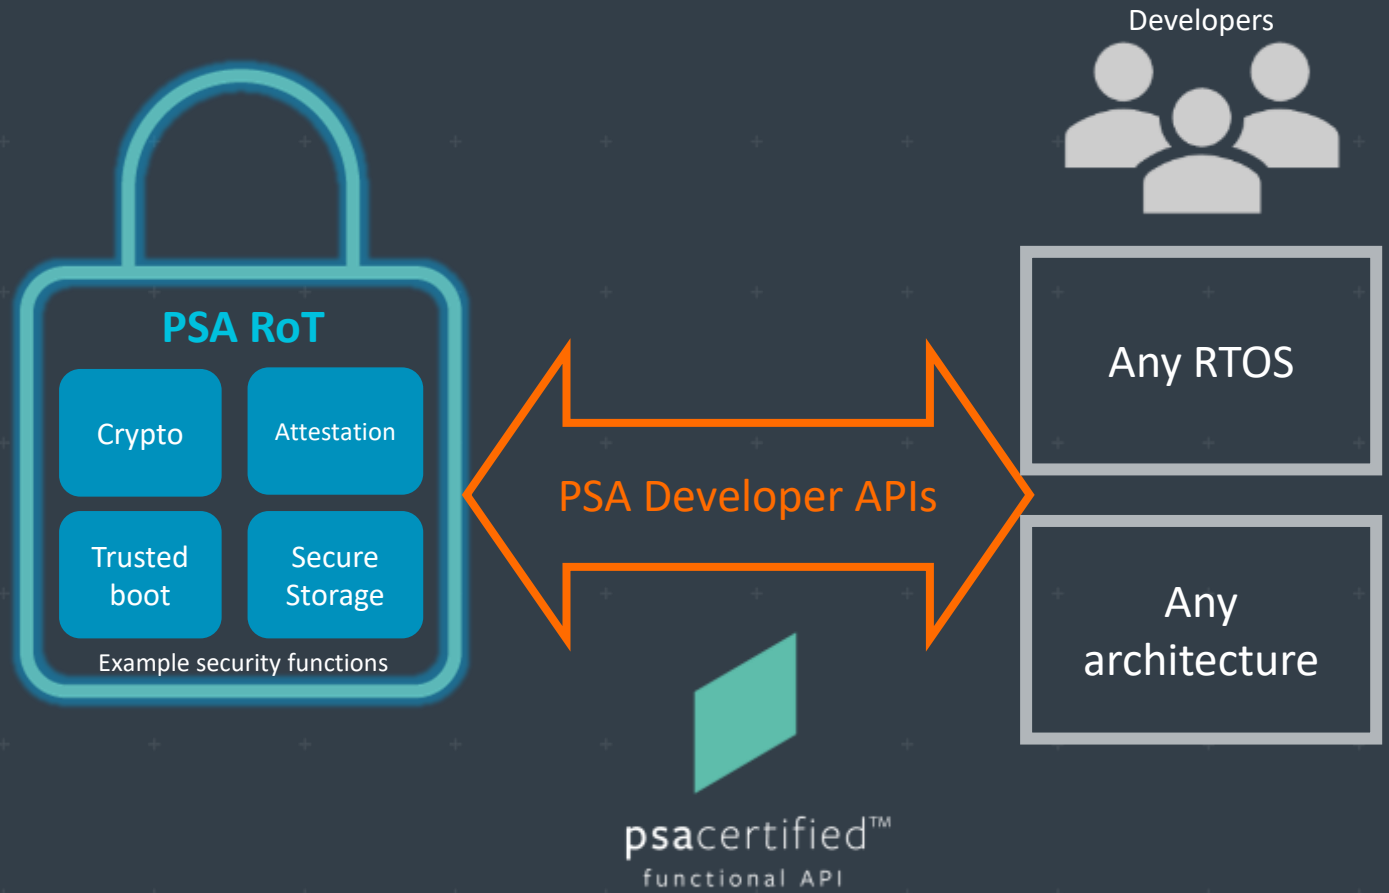 Developers
PSA RoT
Crypto
Attestation
Trusted
boot
Secure
Storage
Example security functions
PSA Developer APIs
Any RTOS
Any
architecture
psacertified™
functional API